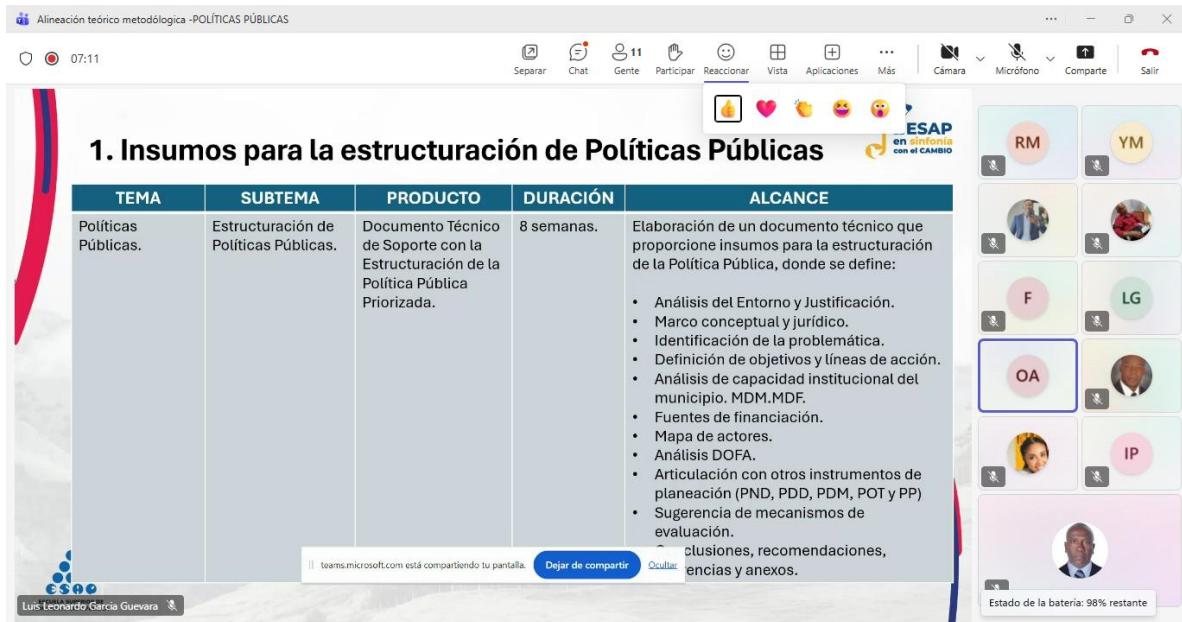 Alineación teórico metodólogica -POLÍTICAS PÚBLICAS
07:11
Separar
Chat
11
Gente
Participar
Reaccionar
Vista
Aplicaciones
Más
Cámara
Micrófono
Comparte
Salir
ESAP
en sinfonía
con el CAMBIO
1. Insumos para la estructuración de Políticas Públicas
TEMA
SUBTEMA
PRODUCTO
DURACIÓN
ALCANCE
Políticas
Públicas.
Estructuración de
Políticas Públicas.
Documento Técnico
de Soporte con la
Estructuración de la
Política Pública
Priorizada.
8 semanas.
Elaboración de un documento técnico que
proporcione insumos para la estructuración
de la Política Pública, donde se define:
• Análisis del Entorno y Justificación.
• Marco conceptual y jurídico.
• Identificación de la problemática.
• Definición de objetivos y líneas de acción.
• Análisis de capacidad institucional del
municipio. MDM.MDF.
• Fuentes de financiación.
• Mapa de actores.
• Análisis DOFA.
• Articulación con otros instrumentos de
planeación (PND, PDD, PDM, POT y PP)
• Sugerencia de mecanismos de
evaluación.
clusiones, recomendaciones,
encias y anexos.
teams.microsoft.com está compartiendo tu pantalla.
Dejar de compartir
Ocultar
ESAP
Luis Leonardo Garcia Guevara
RM
YM
F
LG
OA
IP
Estado de la batería: 98% restante